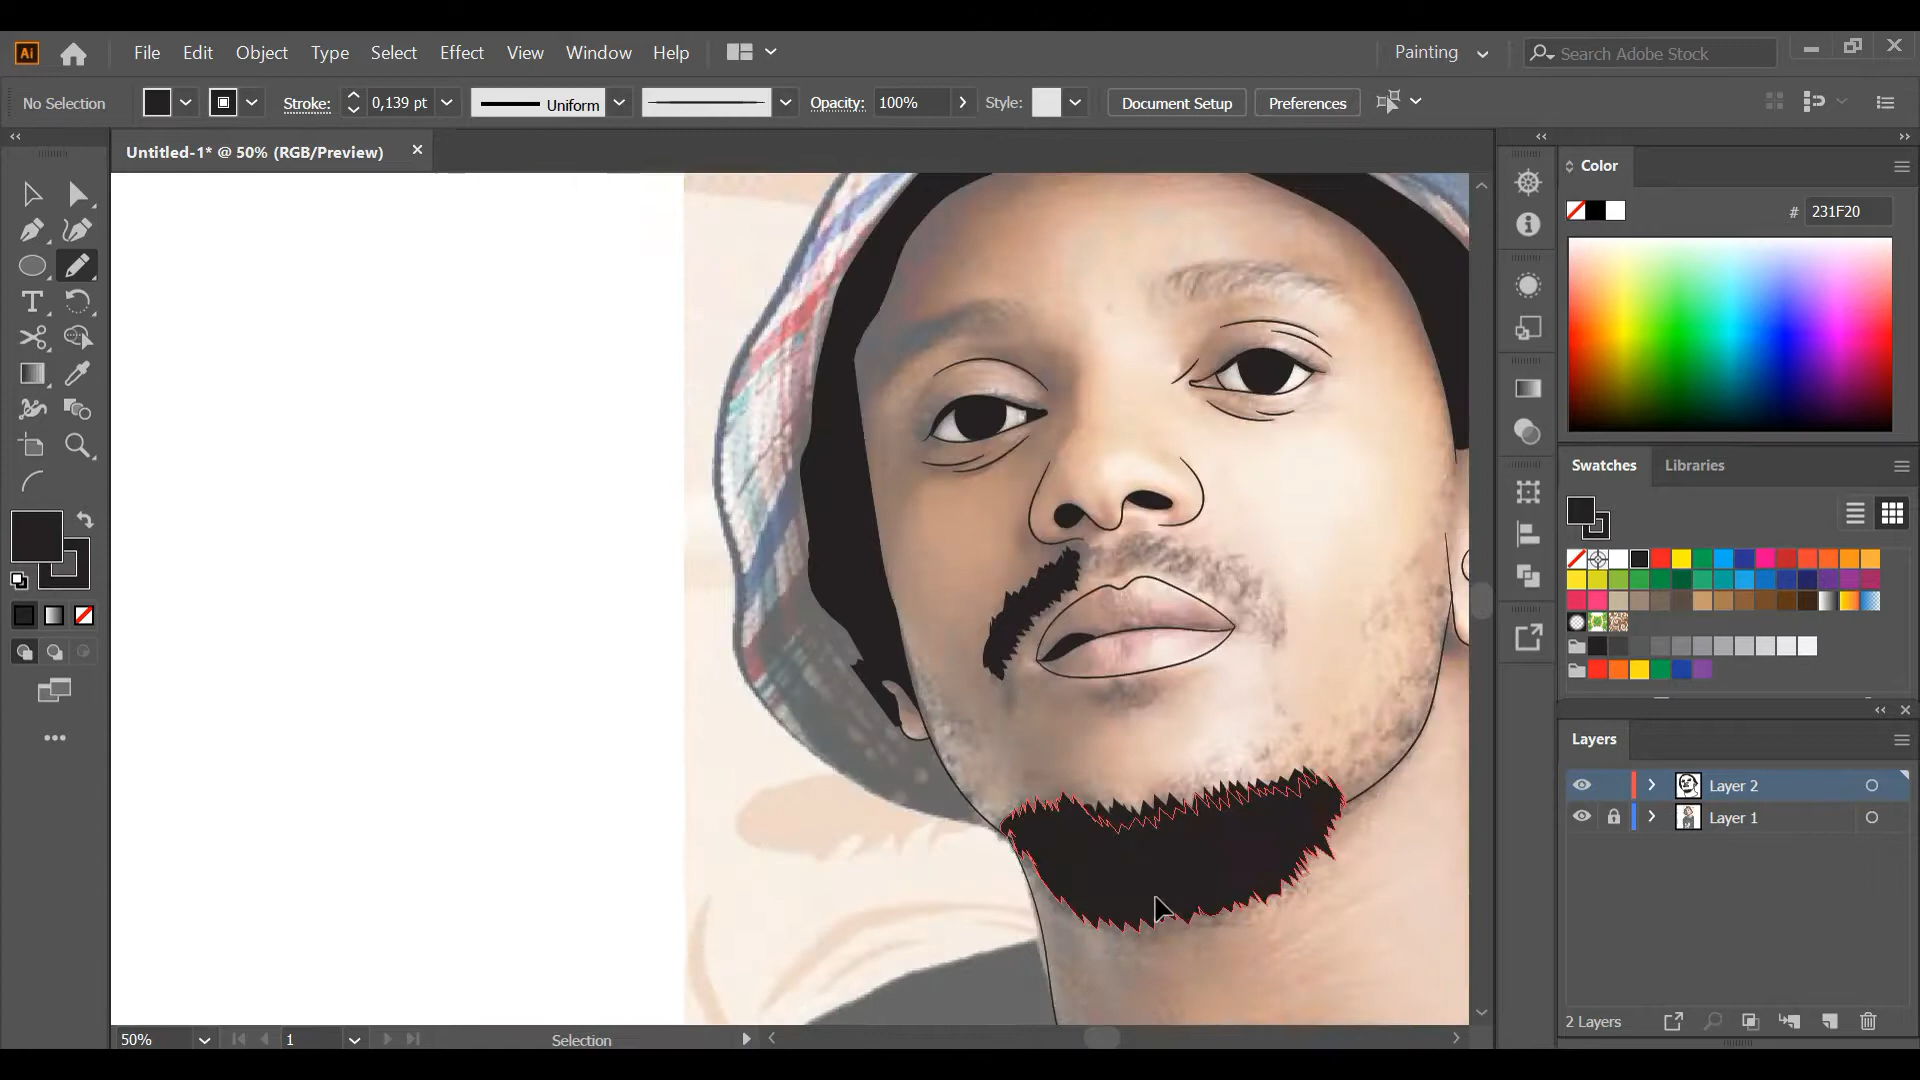 Ai File Edit Object Type Select Effect View Window Help Painting Search Adobe Stock
No Selection Stroke: 0,139 pt Uniform Opacity: 100% Style: Document Setup Preferences
Untitled-1* @ 50% (RGB/Preview)
Color
# 231F20
Swatches Libraries
Layers
Layer 2
Layer 1
2 Layers
50% 1 Selection